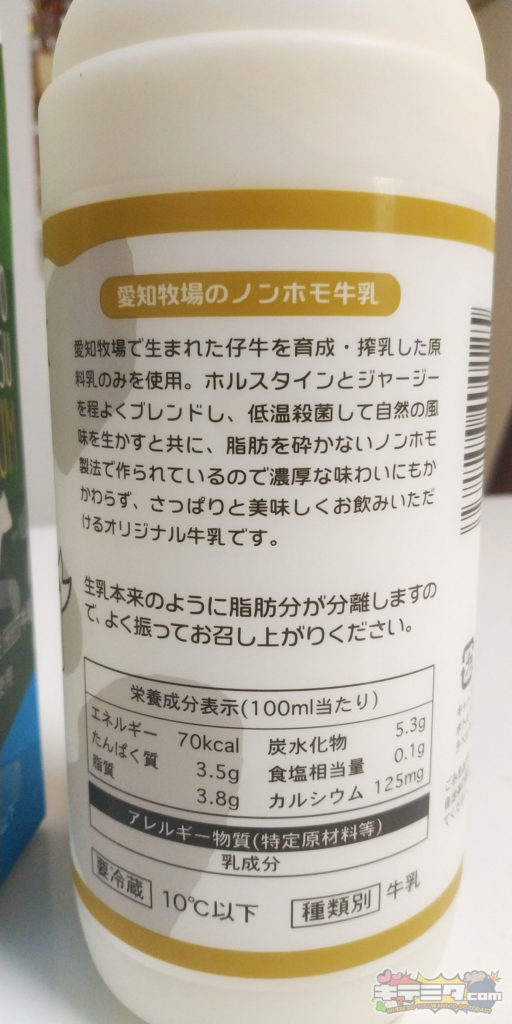 愛知牧場のノンホモ牛乳
愛知牧場で生まれた仔牛を育成・搾乳した原
料乳のみを使用。ホルスタインとジャージー
を程よくブレンドし、低温殺菌して自然の風
味を生かすと共に、脂肪を砕かないノンホモ
製法で作られているので濃厚な味わいにもか
かわらず、さっぱりと美味しくお飲みいただ
けるオリジナル牛乳です。
生乳本来のように脂肪分が分離しますの
で、よく振ってお召し上がりください。
栄養成分表示(100ml当たり)
エネルギー 70kcal 炭水化物 5.3g
たんぱく質 3.5g 食塩相当量 0.1g
脂質 3.8g カルシウム 125mg
アレルギー物質(特定原材料等)
乳成分
要冷蔵 10℃以下 種類別 牛乳
キテミタ.com